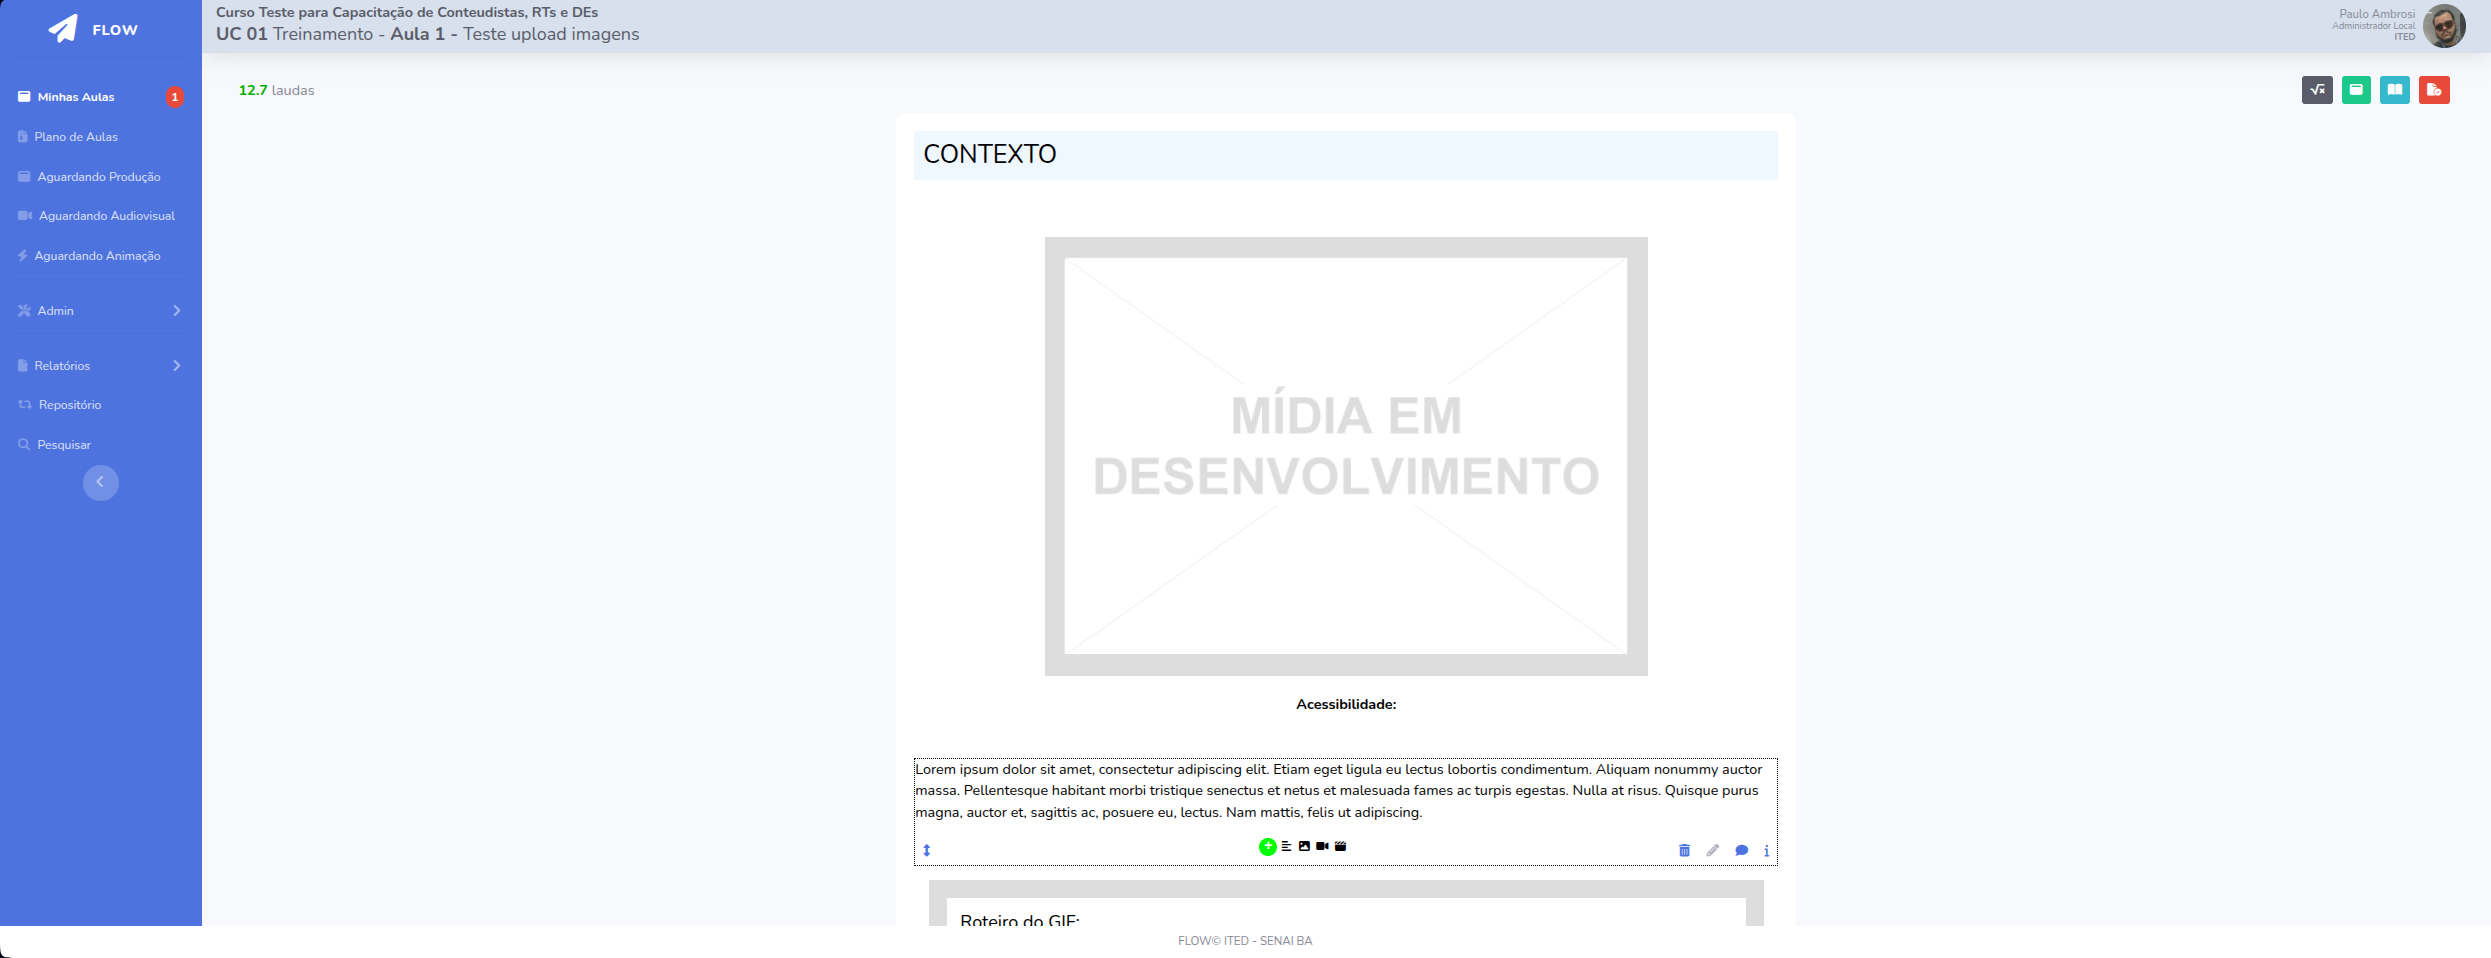 FLOW
Curso Teste para Capacitação de Conteudistas, RTs e DEs
UC 01 Treinamento - Aula 1 - Teste upload imagens
Paulo Ambrosi
Administrador Local
ITED
Minhas Aulas 1
Plano de Aulas
Aguardando Produção
Aguardando Audiovisual
Aguardando Animação
Admin
Relatórios
Repositório
Pesquisar
12.7 laudas
CONTEXTO
MÍDIA EM
DESENVOLVIMENTO
Acessibilidade:
Lorem ipsum dolor sit amet, consectetur adipiscing elit. Etiam eget ligula eu lectus lobortis condimentum. Aliquam nonummy auctor
massa. Pellentesque habitant morbi tristique senectus et netus et malesuada fames ac turpis egestas. Nulla at risus. Quisque purus
magna, auctor et, sagittis ac, posuere eu, lectus. Nam mattis, felis ut adipiscing.
Roteiro do GIF:
FLOW© ITED - SENAI BA